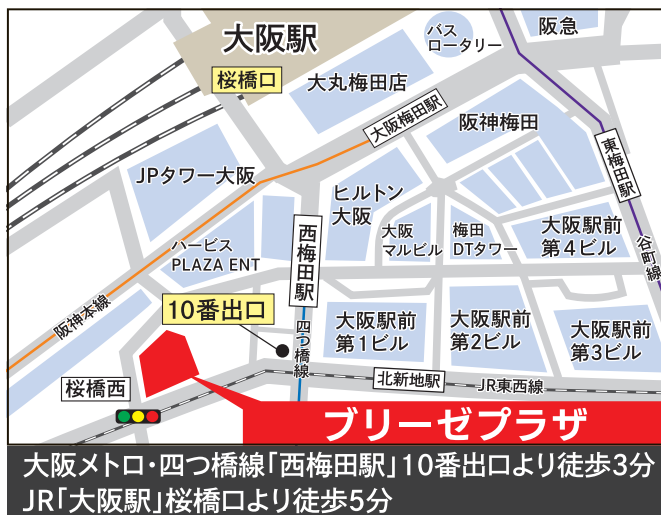 大阪駅
バス
ロータリー
阪急
桜橋口
大丸梅田店
大阪梅田駅
阪神梅田
東梅田駅
JPタワー大阪
ヒルトン
大阪
大阪
マルビル
梅田
DTタワー
大阪駅前
第4ビル
谷町線
ハービス
PLAZA ENT
西梅田駅
阪神本線
10番出口
四つ橋線
大阪駅前
第1ビル
大阪駅前
第2ビル
大阪駅前
第3ビル
桜橋西
北新地駅
JR東西線
ブリーゼプラザ
大阪メトロ・四つ橋線「西梅田駅」10番出口より徒歩3分
JR「大阪駅」桜橋口より徒歩5分